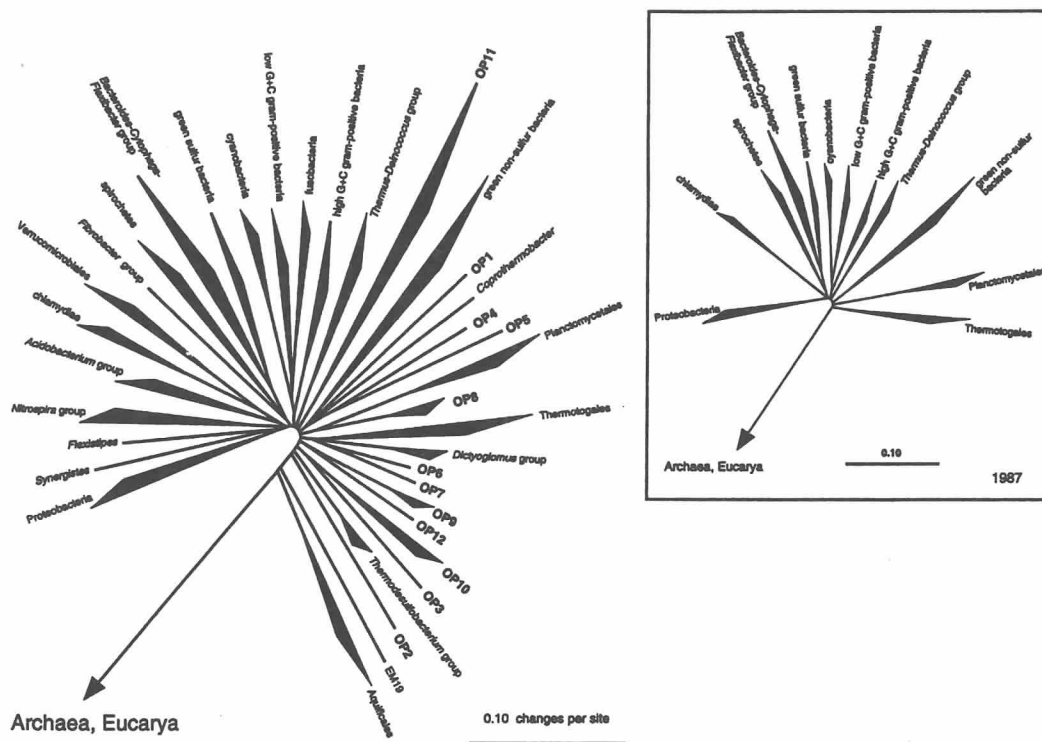 OP11
low G+C gram-positive bacteria
Bacteroides-Cytophaga-
Flexibacter group
green sulfur bacteria
cyanobacteria
fusobacteria
high G+C gram-positive bacteria
Thermus-Deinococcus group
green non-sulfur bacteria
spirochetes
Fibrobacter group
Verrucomicrobiales
chlamydiae
Acidobacterium group
Nitrospira group
Flexistipes
Synergistes
Proteobacteria
OP1
Coprothermobacter
OP4
OP5
Planctomycetales
OP8
Thermotogales
Dictyoglomus group
OP6
OP7
OP9
OP12
OP10
Thermodesulfobacterium group
OP3
OP2
EM19
Aquificales
Archaea, Eucarya
0.10 changes per site
Bacteroides-Cytophaga-
Flexibacter group
spirochetes
green sulfur
bacteria
cyanobacteria
low G+C gram-positive bacteria
high G+C gram-positive bacteria
Thermus-Deinococcus group
green non-sulfur
bacteria
chlamydiae
Planctomycetales
Proteobacteria
Thermotogales
Archaea, Eucarya
0.10
1987